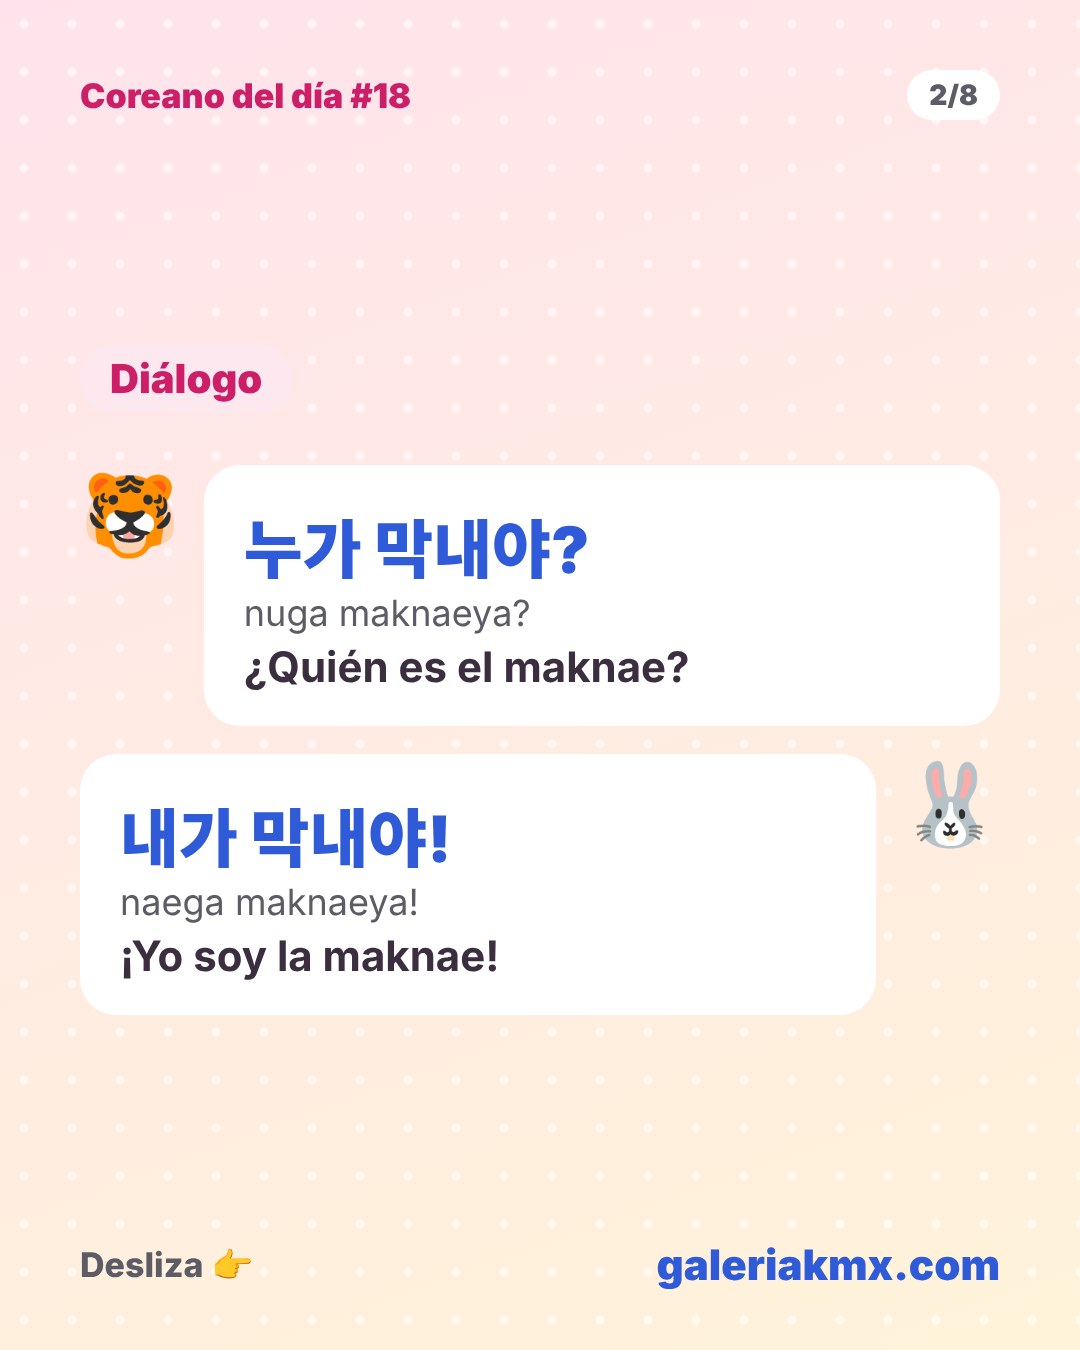 Coreano del día #18
2/8
Diálogo
누가 막내야?
nuga maknaeya?
¿Quién es el maknae?
내가 막내야!
naega maknaeya!
¡Yo soy la maknae!
Desliza 👉
galeriakmx.com